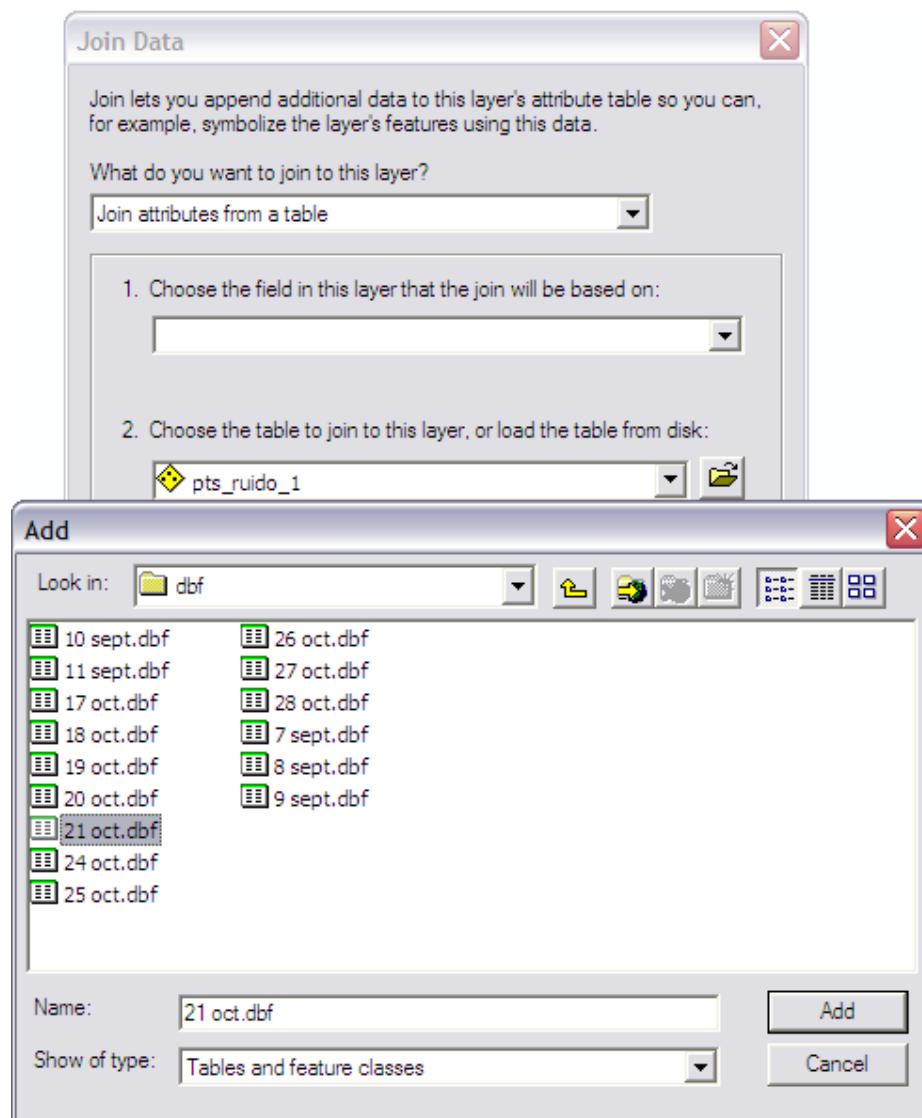 Join Data
Join lets you append additional data to this layer's attribute table so you can,
for example, symbolize the layer's features using this data.
What do you want to join to this layer?
Join attributes from a table
1. Choose the field in this layer that the join will be based on:
2. Choose the table to join to this layer, or load the table from disk:
pts_ruido_1
Add
Look in: dbf
10 sept.dbf
11 sept.dbf
17 oct.dbf
18 oct.dbf
19 oct.dbf
20 oct.dbf
21 oct.dbf
24 oct.dbf
25 oct.dbf
26 oct.dbf
27 oct.dbf
28 oct.dbf
7 sept.dbf
8 sept.dbf
9 sept.dbf
Name: 21 oct.dbf Add
Show of type: Tables and feature classes Cancel